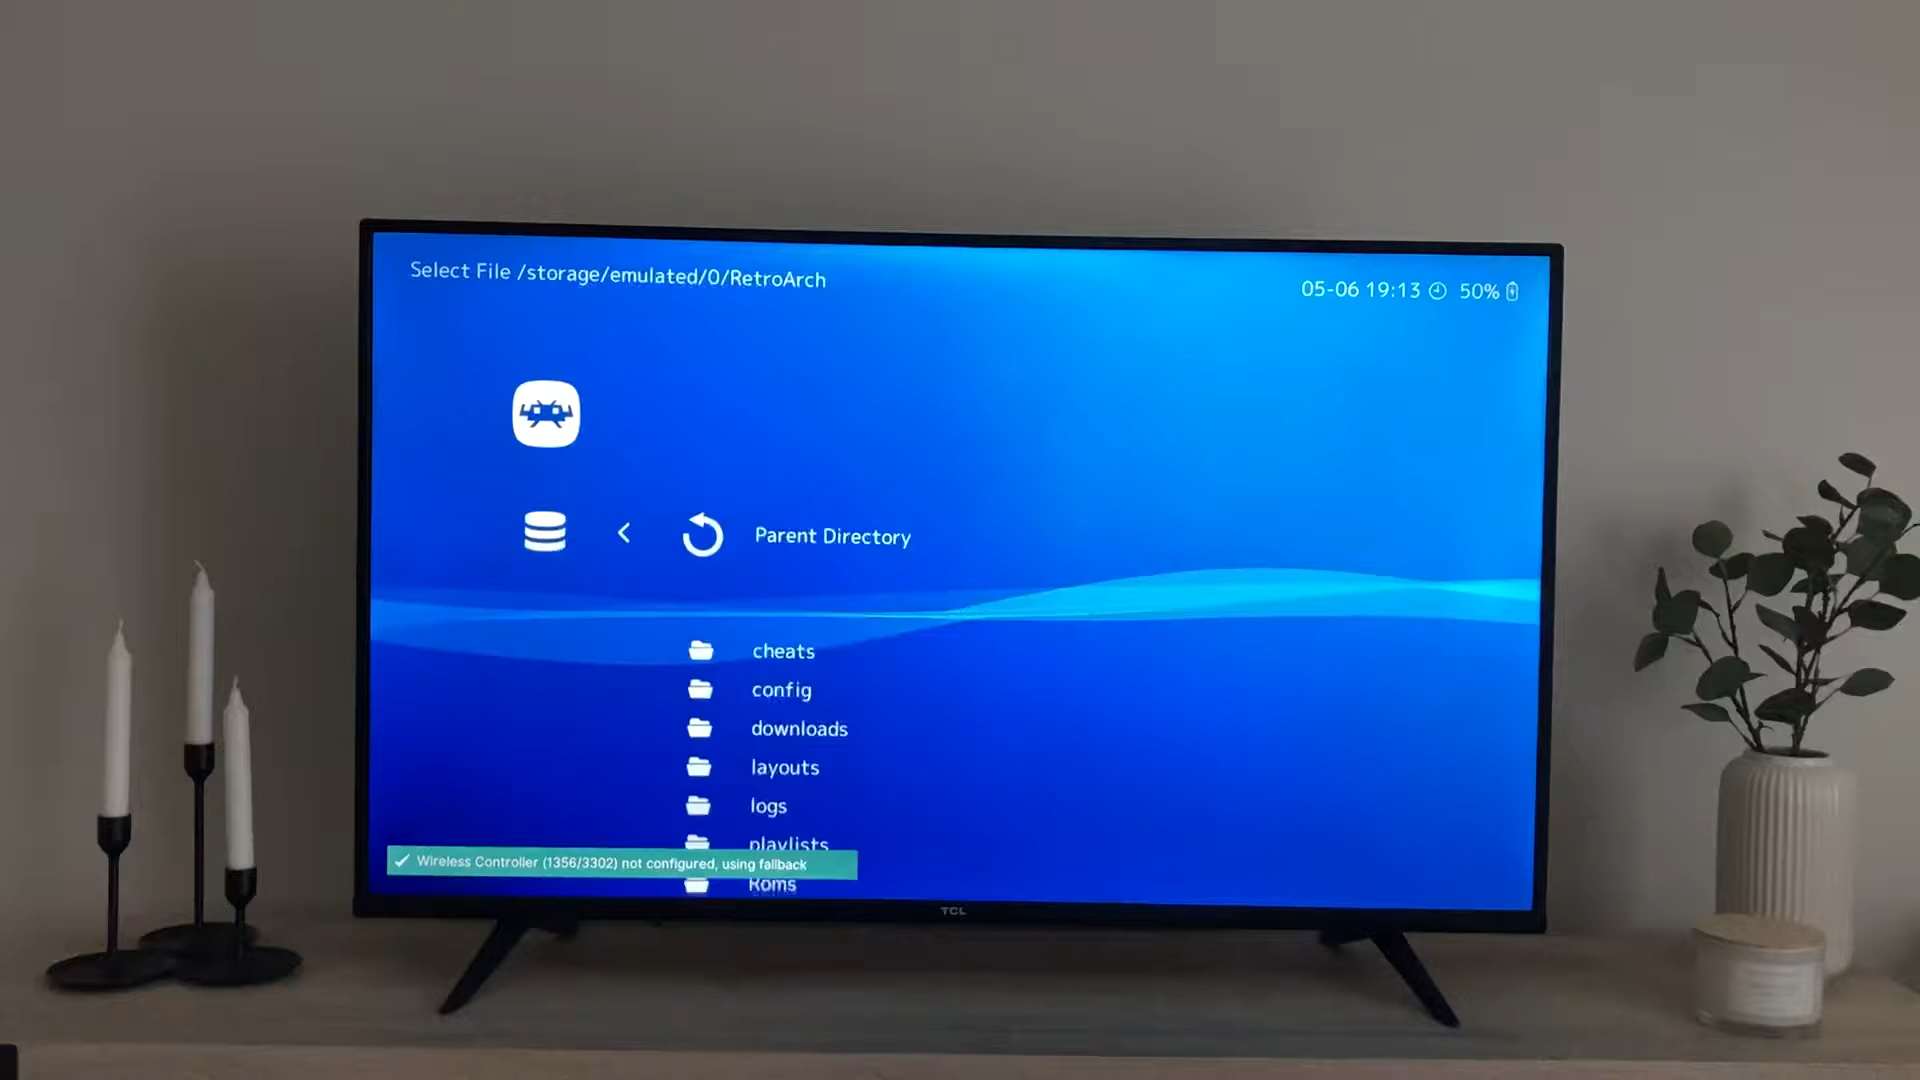 Select File /storage/emulated/0/RetroArch
05-06 19:13 50%
Parent Directory
cheats
config
downloads
layouts
logs
playlists
Wireless Controller (1356/3302) not configured, using fallback
Roms
TCL